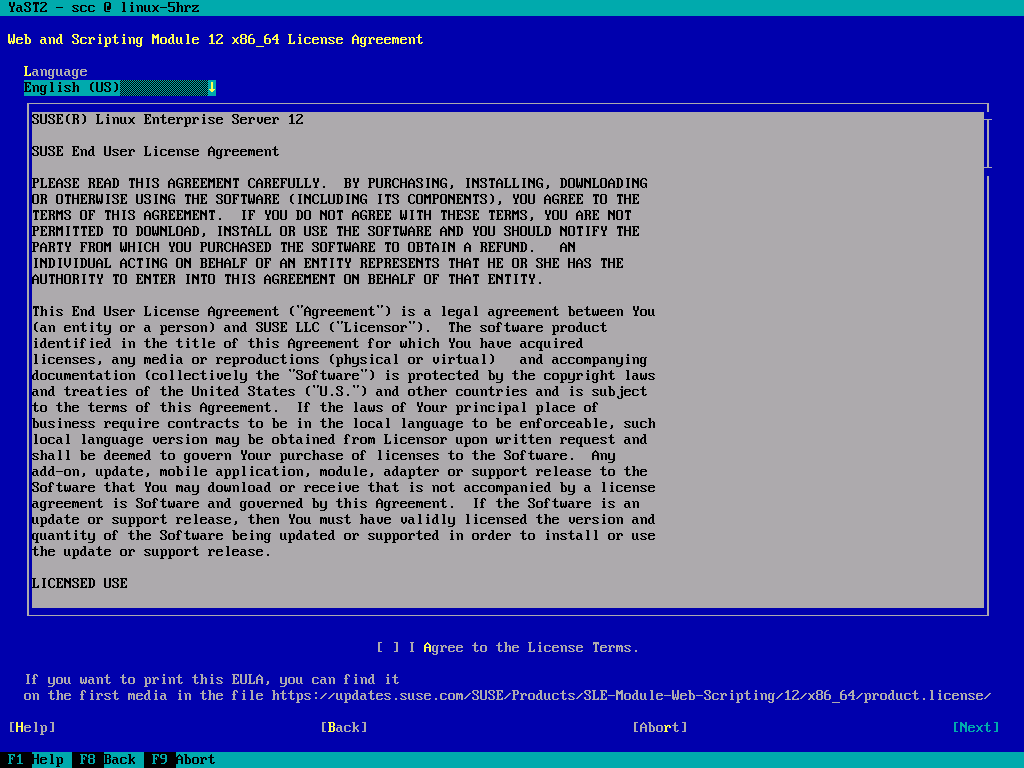 YaST2 - scc @ linux-5hrz
Web and Scripting Module 12 x86_64 License Agreement
Language
English (US)
SUSE(R) Linux Enterprise Server 12
SUSE End User License Agreement
PLEASE READ THIS AGREEMENT CAREFULLY.  BY PURCHASING, INSTALLING, DOWNLOADING
OR OTHERWISE USING THE SOFTWARE (INCLUDING ITS COMPONENTS), YOU AGREE TO THE
TERMS OF THIS AGREEMENT.  IF YOU DO NOT AGREE WITH THESE TERMS, YOU ARE NOT
PERMITTED TO DOWNLOAD, INSTALL OR USE THE SOFTWARE AND YOU SHOULD NOTIFY THE
PARTY FROM WHICH YOU PURCHASED THE SOFTWARE TO OBTAIN A REFUND.   AN
INDIVIDUAL ACTING ON BEHALF OF AN ENTITY REPRESENTS THAT HE OR SHE HAS THE
AUTHORITY TO ENTER INTO THIS AGREEMENT ON BEHALF OF THAT ENTITY.
This End User License Agreement ("Agreement") is a legal agreement between You
(an entity or a person) and SUSE LLC ("Licensor").  The software product
identified in the title of this Agreement for which You have acquired
licenses, any media or reproductions (physical or virtual)   and accompanying
documentation (collectively the "Software") is protected by the copyright laws
and treaties of the United States ("U.S.") and other countries and is subject
to the terms of this Agreement.  If the laws of Your principal place of
business require contracts to be in the local language to be enforceable, such
local language version may be obtained from Licensor upon written request and
shall be deemed to govern Your purchase of licenses to the Software.  Any
add-on, update, mobile application, module, adapter or support release to the
Software that You may download or receive that is not accompanied by a license
agreement is Software and governed by this Agreement.  If the Software is an
update or support release, then You must have validly licensed the version and
quantity of the Software being updated or supported in order to install or use
the update or support release.
LICENSED USE
[ ] I Agree to the License Terms.
If you want to print this EULA, you can find it
on the first media in the file https://updates.suse.com/SUSE/Products/SLE-Module-Web-Scripting/12/x86_64/product.license/
[Help] [Back] [Abort] [Next]
F1 Help F8 Back F9 Abort